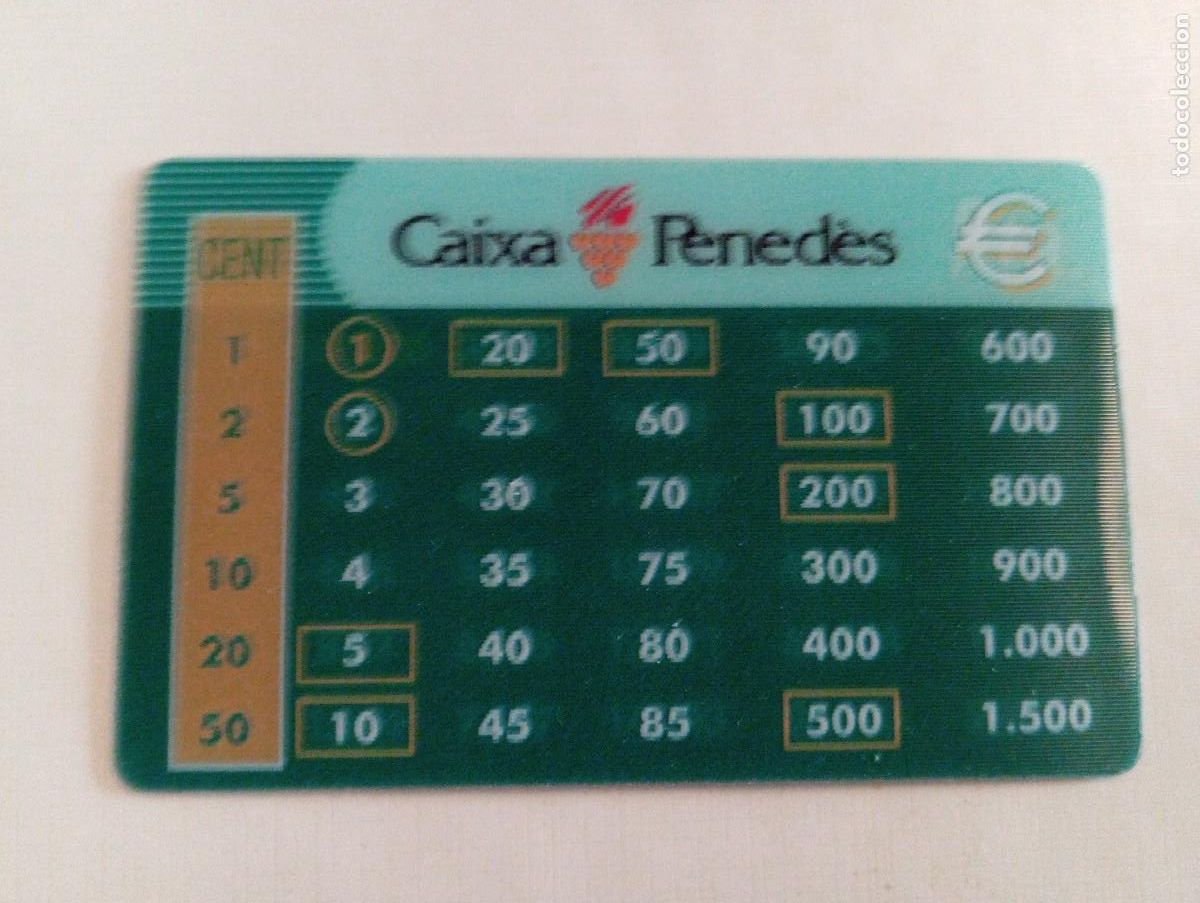 Caixa Penedès €
CENT
1 1 20 50 90 600
2 2 25 60 100 700
5 3 30 70 200 800
10 4 35 75 300 900
20 5 40 80 400 1.000
50 10 45 85 500 1.500
todocoleccion